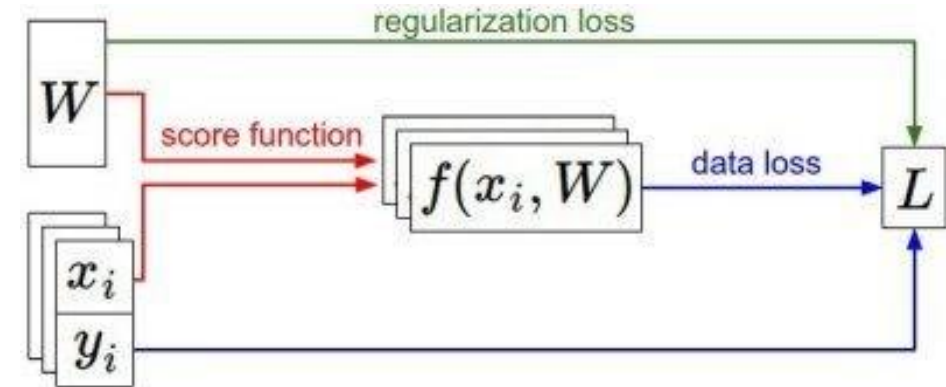 regularization loss
W
score function
f(x_i, W)
data loss
L
x_i
y_i